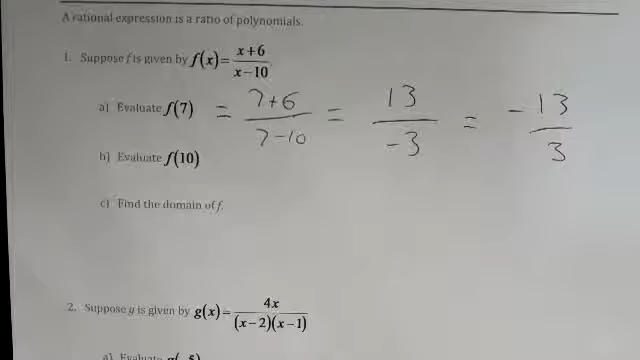 A rational expression is a ratio of polynomials.
1. Suppose f is given by f(x)= x+6 / x−10
a) Evaluate f(7) = 7+6 / 7−10 = 13 / −3 = −13 / 3
b) Evaluate f(10)
c) Find the domain of f.
2. Suppose g is given by g(x)= 4x / (x−2)(x−1)
a) Evaluate